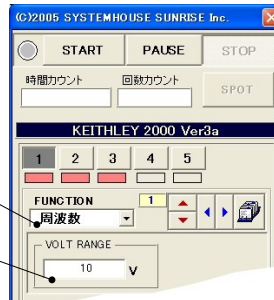 (C)2005 SYSTEMHOUSE SUNRISE Inc.
START PAUSE STOP
時間カウント 回数カウント
SPOT
KEITHLEY 2000 Ver3a
1 2 3 4 5
FUNCTION 1
周波数
VOLT RANGE
10 V